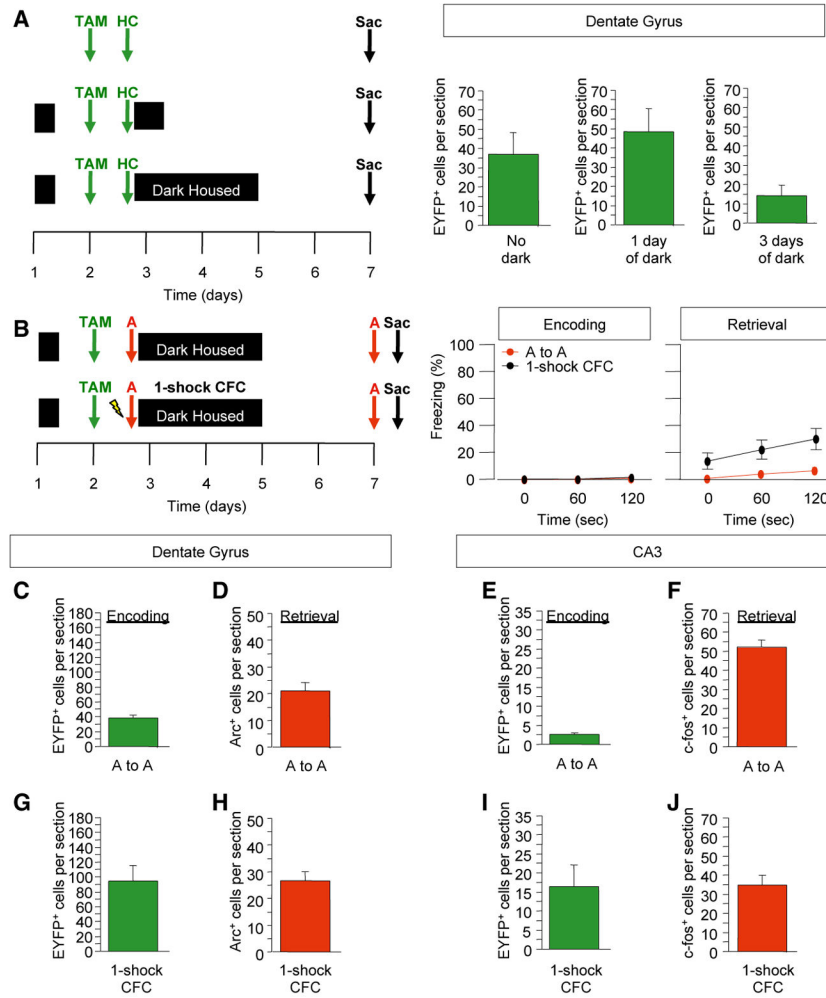 A
TAM HC Sac
TAM HC Sac
TAM HC Sac
Dark Housed
1 2 3 4 5 6 7
Time (days)
Dentate Gyrus
EYFP+ cells per section
70
60
50
40
30
20
10
0
No
dark
EYFP+ cells per section
70
60
50
40
30
20
10
0
1 day
of dark
EYFP+ cells per section
70
60
50
40
30
20
10
0
3 days
of dark
B
TAM A A Sac
Dark Housed
TAM A 1-shock CFC A Sac
Dark Housed
1 2 3 4 5 6 7
Time (days)
Encoding
Retrieval
A to A
1-shock CFC
Freezing (%)
100
80
60
40
20
0 60 120
Time (sec)
0 60 120
Time (sec)
Dentate Gyrus
CA3
C
Encoding
EYFP+ cells per section
180
160
140
120
100
80
60
40
20
0
A to A
D
Retrieval
Arc+ cells per section
50
40
30
20
10
0
A to A
E
Encoding
EYFP+ cells per section
35
30
25
20
15
10
5
0
A to A
F
Retrieval
c-fos+ cells per section
70
60
50
40
30
20
10
0
A to A
G
EYFP+ cells per section
180
160
140
120
100
80
60
40
20
0
1-shock
CFC
H
Arc+ cells per section
50
40
30
20
10
0
1-shock
CFC
I
EYFP+ cells per section
35
30
25
20
15
10
5
0
1-shock
CFC
J
c-fos+ cells per section
70
60
50
40
30
20
10
0
1-shock
CFC